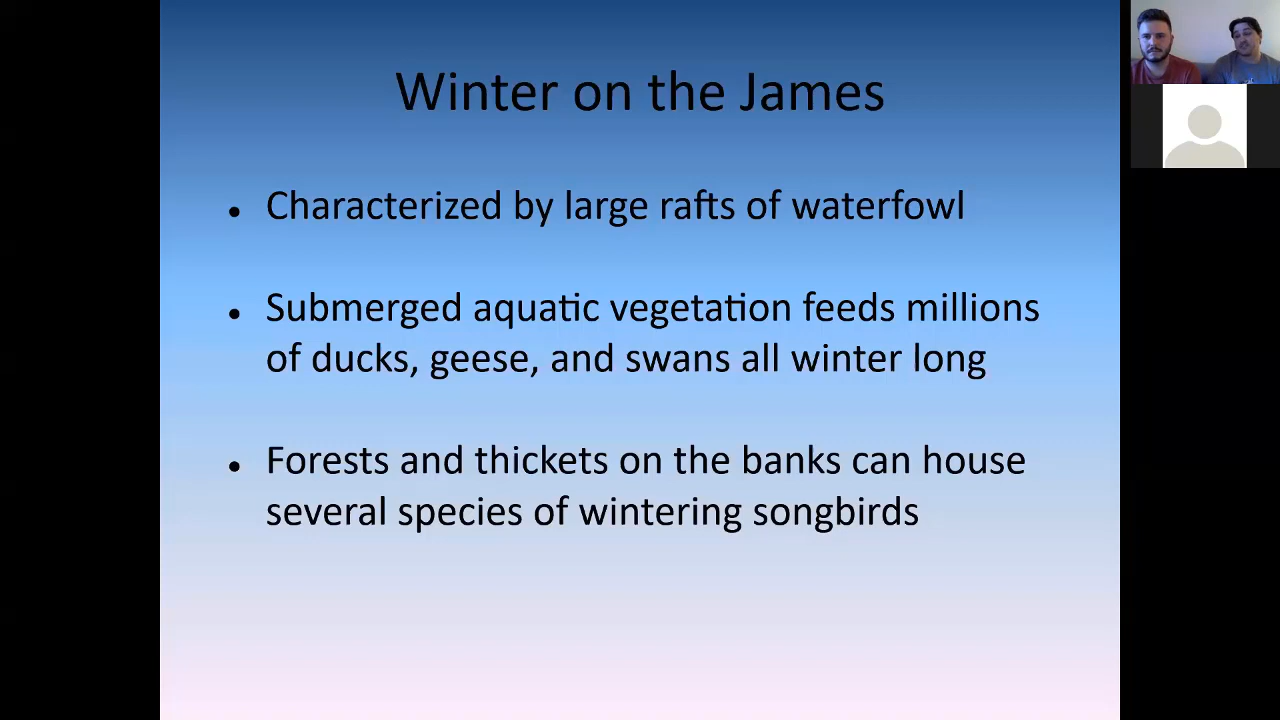 Winter on the James
• Characterized by large rafts of waterfowl
• Submerged aquatic vegetation feeds millions
of ducks, geese, and swans all winter long
• Forests and thickets on the banks can house
several species of wintering songbirds